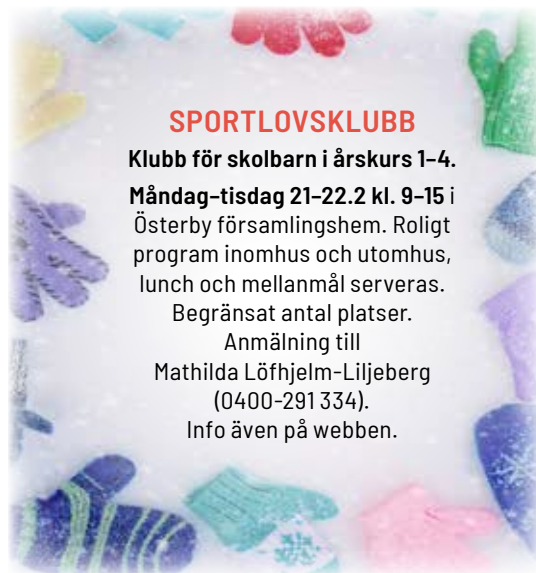 SPORTLOVSKLUBB
Klubb för skolbarn i årskurs 1–4.
Måndag–tisdag 21–22.2 kl. 9–15 i
Österby församlingshem. Roligt
program inomhus och utomhus,
lunch och mellanmål serveras.
Begränsat antal platser.
Anmälning till
Mathilda Löfhjelm-Liljeberg
(0400-291 334).
Info även på webben.